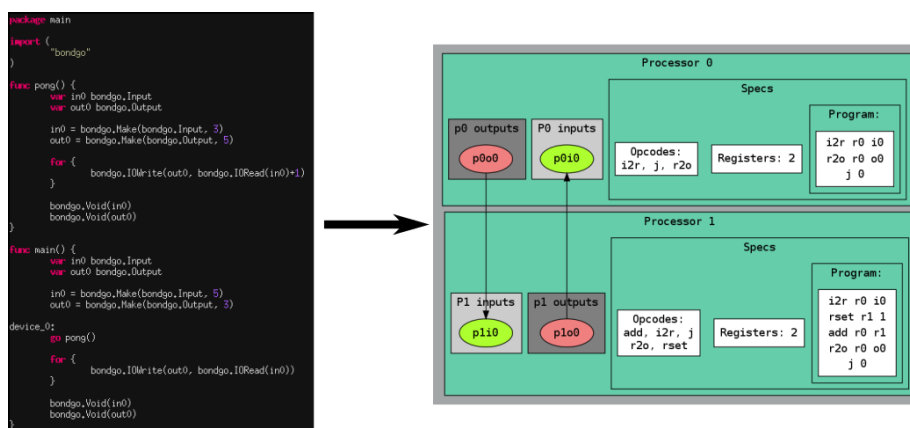 package main
import (
"bondgo"
)
func pong() {
var in0 bondgo.Input
var out0 bondgo.Output
in0 = bondgo.Make(bondgo.Input, 3)
out0 = bondgo.Make(bondgo.Output, 5)
for {
bondgo.IOWrite(out0, bondgo.IORead(in0)+1)
}
bondgo.Void(in0)
bondgo.Void(out0)
}
func main() {
var in0 bondgo.Input
var out0 bondgo.Output
in0 = bondgo.Make(bondgo.Input, 5)
out0 = bondgo.Make(bondgo.Output, 3)
device_0:
go pong()
for {
bondgo.IOWrite(out0, bondgo.IORead(in0))
}
bondgo.Void(in0)
bondgo.Void(out0)
}
Processor 0
Specs
p0 outputs
P0 inputs
p0o0
p0i0
Opcodes:
i2r, j, r2o
Registers: 2
Program:
i2r r0 i0
r2o r0 o0
j 0
Processor 1
Specs
P1 inputs
p1 outputs
p1i0
p1o0
Opcodes:
add, i2r, j
r2o, rset
Registers: 2
Program:
i2r r0 i0
rset r1 1
add r0 r1
r2o r0 o0
j 0